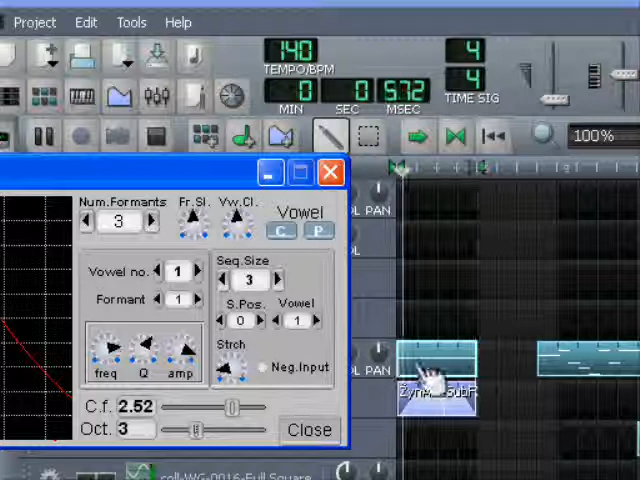 Project Edit Tools Help
140
TEMPO/BPM
4
4
TIME SIG
0 0 572
MIN SEC MSEC
100%
Num.Formants Fr.Sl. Vw.Cl. Vowel
3
C P
PAN
Vowel no. 1
Formant 1
Seq.Size
3
S.Pos. Vowel
0 1
Strch
Neg.Input
freq Q amp
PAN
C.f. 2.52
Oct. 3
Close